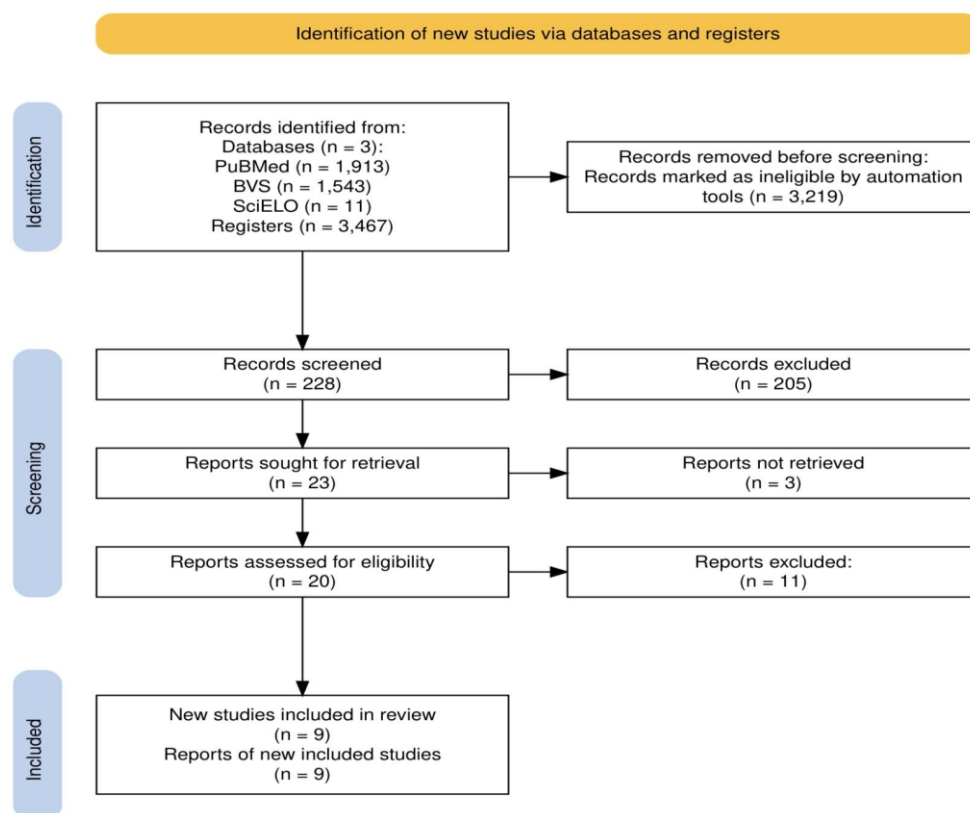 Identification of new studies via databases and registers
Identification
Records identified from:
Databases (n = 3):
PuBMed (n = 1,913)
BVS (n = 1,543)
SciELO (n = 11)
Registers (n = 3,467)
Records removed before screening:
Records marked as ineligible by automation
tools (n = 3,219)
Screening
Records screened
(n = 228)
Records excluded
(n = 205)
Reports sought for retrieval
(n = 23)
Reports not retrieved
(n = 3)
Reports assessed for eligibility
(n = 20)
Reports excluded:
(n = 11)
Included
New studies included in review
(n = 9)
Reports of new included studies
(n = 9)